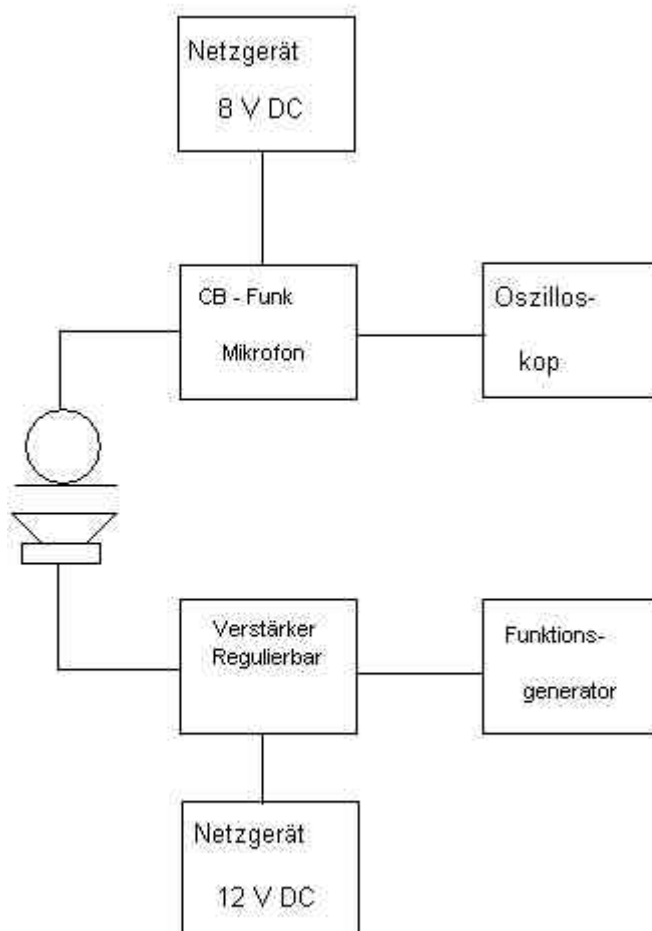 Netzgerät
8 V DC
CB - Funk
Mikrofon
Oszillos-
kop
Verstärker
Regulierbar
Funktions-
generator
Netzgerät
12 V DC